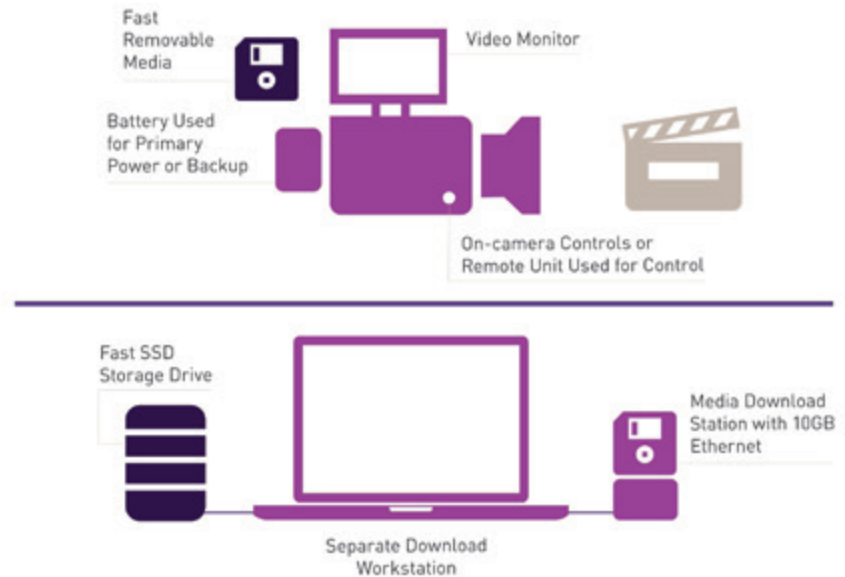 Fast
Removable
Media
Video Monitor
Battery Used
for Primary
Power or Backup
On-camera Controls or
Remote Unit Used for Control
Fast SSD
Storage Drive
Media Download
Station with 10GB
Ethernet
Separate Download
Workstation